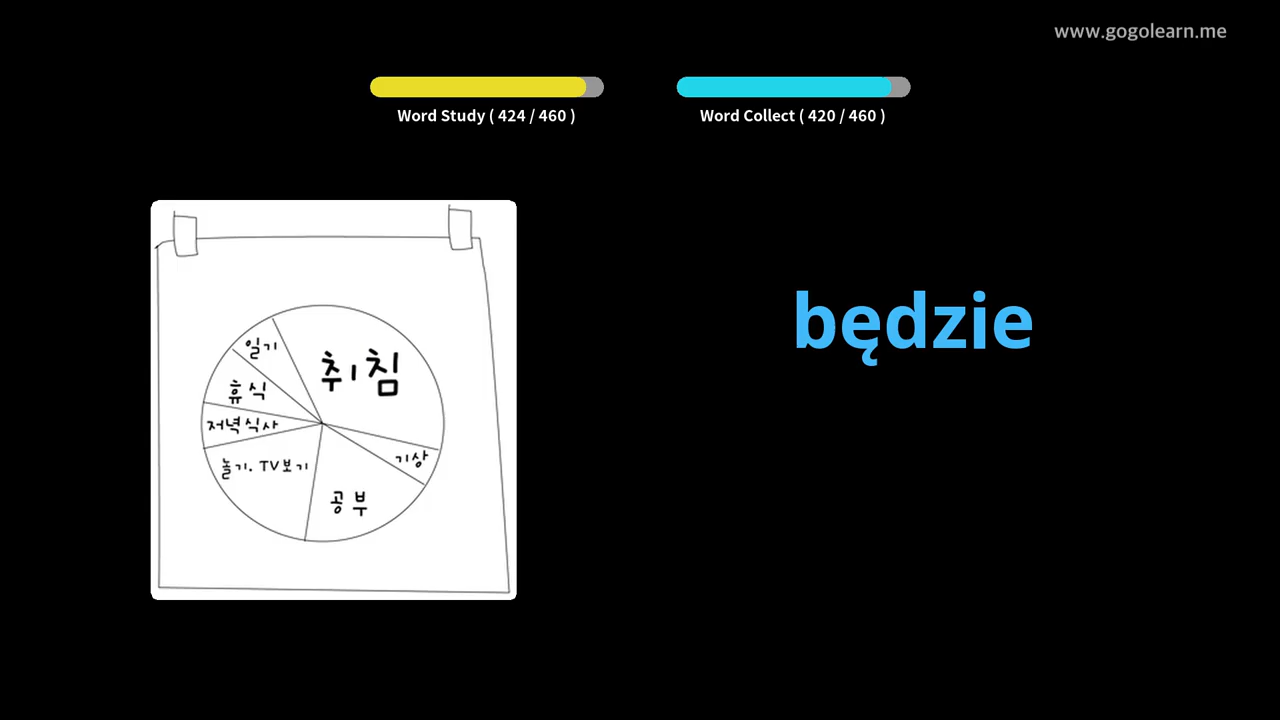 www.gogolearn.me
Word Study ( 424 / 460 )
Word Collect ( 420 / 460 )
일기
취침
휴식
저녁식사
놀기. TV보기
기상
공부
będzie